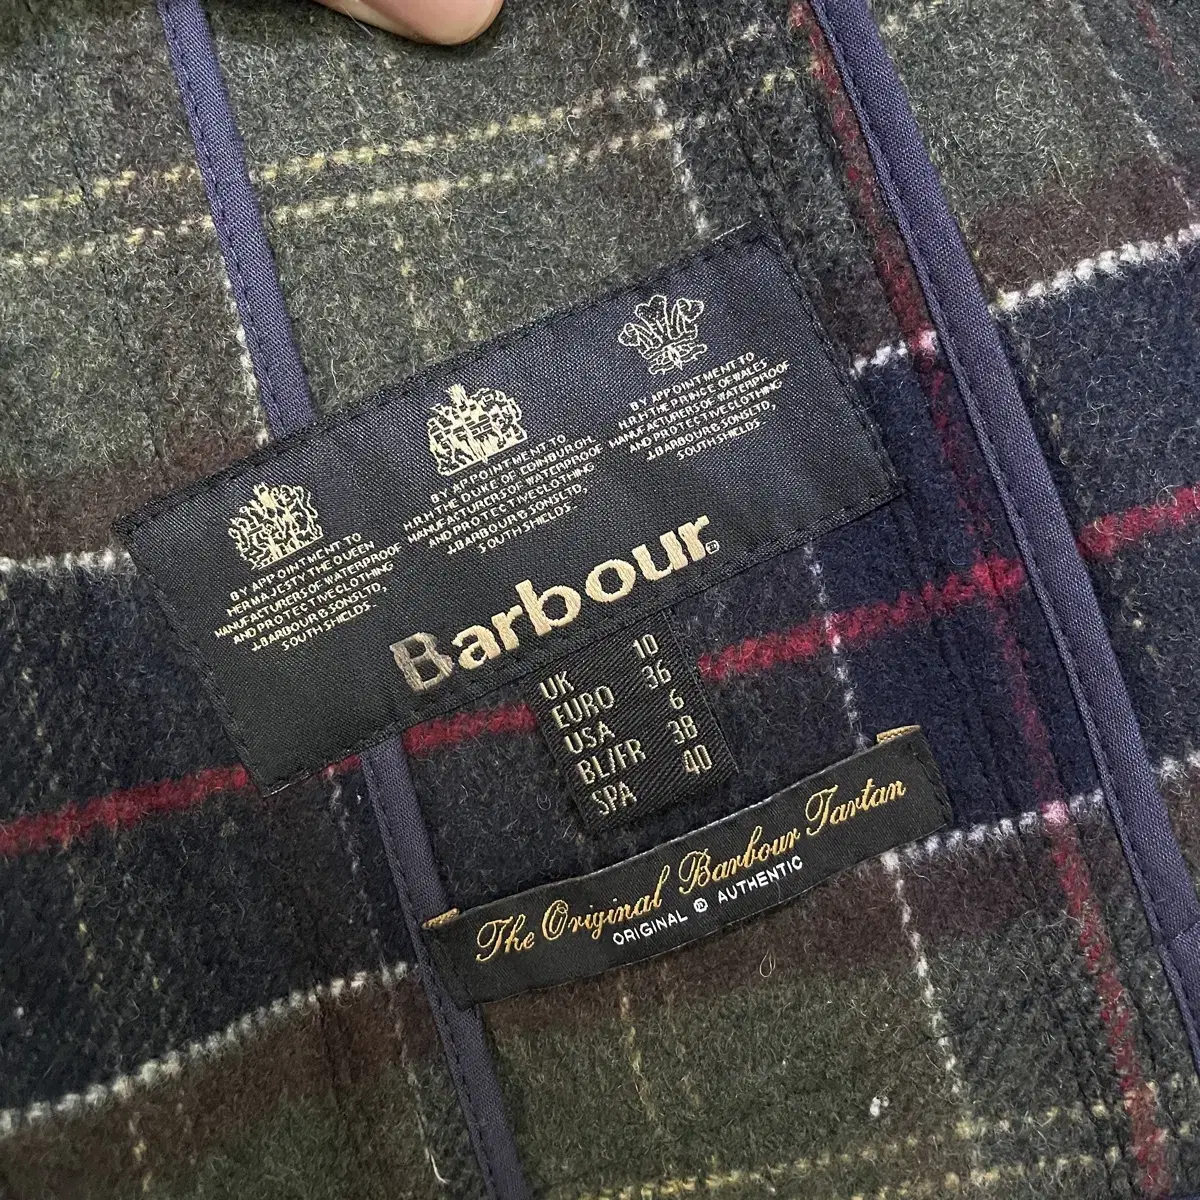 BY APPOINTMENT TO
HER MAJESTY THE QUEEN
MANUFACTURERS OF WATERPROOF
AND PROTECTIVE CLOTHING
J.BARBOUR & SONS LTD,
SOUTH SHIELDS.
BY APPOINTMENT TO
H.R.H THE DUKE OF EDINBURGH.
MANUFACTURERS OF WATERPROOF
AND PROTECTIVE CLOTHING
J.BARBOUR & SONS LTD,
SOUTH SHIELDS.
BY APPOINTMENT TO
H.R.H THE PRINCE OF WALES
MANUFACTURERS OF WATERPROOF
AND PROTECTIVE CLOTHING
J.BARBOUR & SONS LTD,
SOUTH SHIELDS.
Barbour®
UK 10
EURO 36
USA 6
BL/FR 38
SPA 40
The Original Barbour Tartan
ORIGINAL ® AUTHENTIC